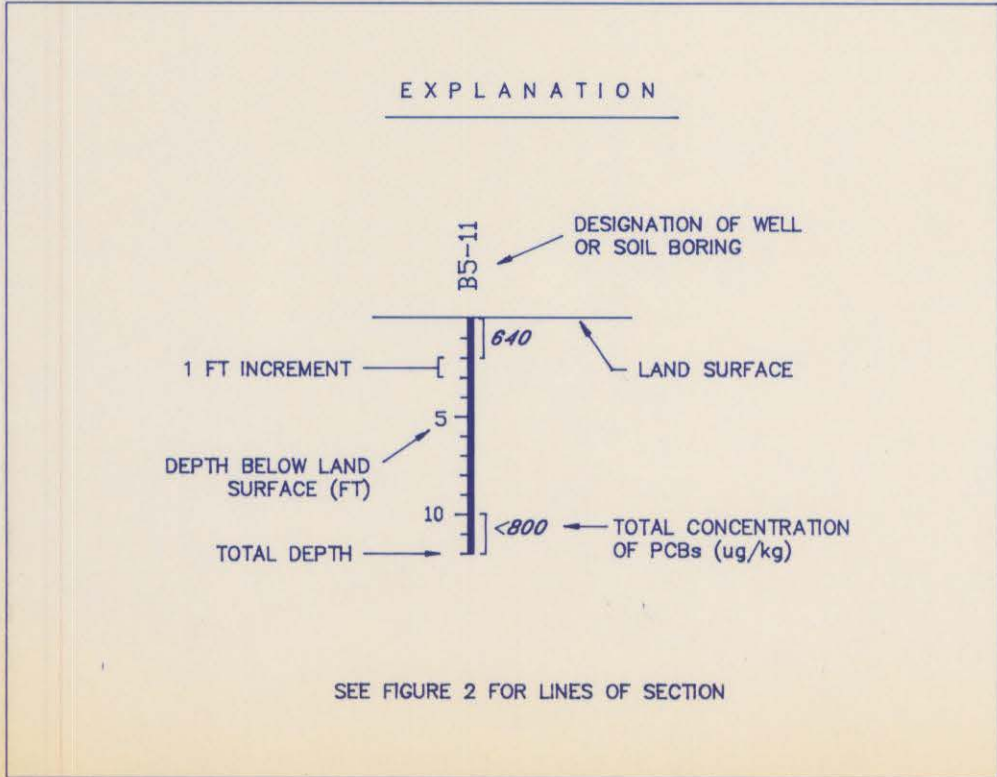 EXPLANATION
B5-11
DESIGNATION OF WELL
OR SOIL BORING
640
1 FT INCREMENT
LAND SURFACE
5
DEPTH BELOW LAND
SURFACE (FT)
10
<800
TOTAL CONCENTRATION
OF PCBs (ug/kg)
TOTAL DEPTH
SEE FIGURE 2 FOR LINES OF SECTION